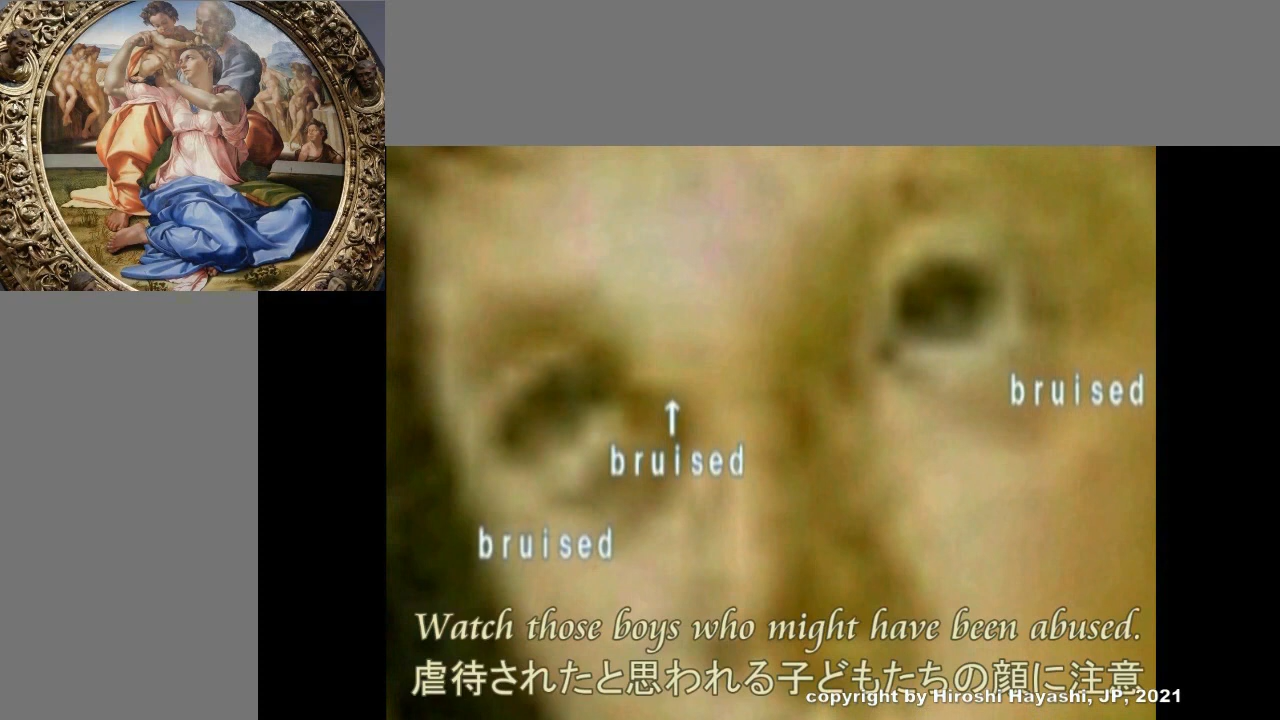 bruised
↑
bruised
bruised
Watch those boys who might have been abused.
虐待されたと思われる子どもたちの顔に注意
copyright by Hiroshi Hayashi, JP, 2021